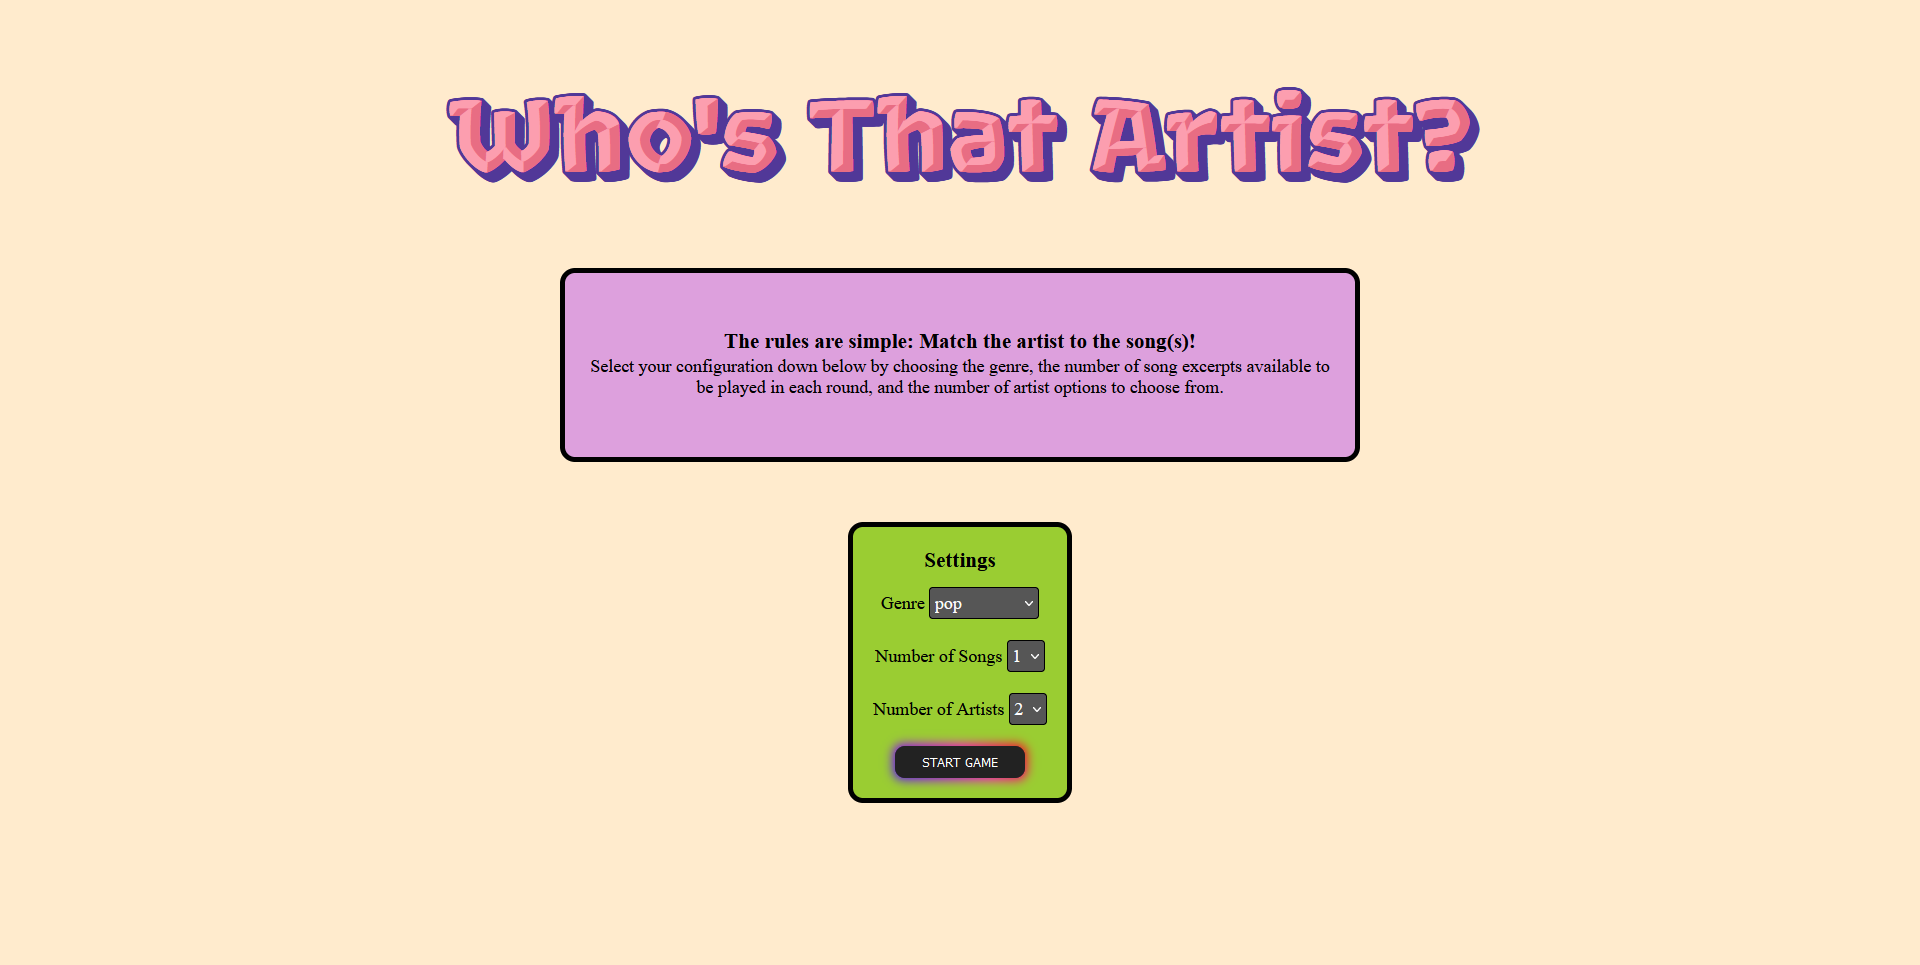 Who's That Artist?
The rules are simple: Match the artist to the song(s)!
Select your configuration down below by choosing the genre, the number of song excerpts available to
be played in each round, and the number of artist options to choose from.
Settings
Genre pop
Number of Songs 1
Number of Artists 2
START GAME